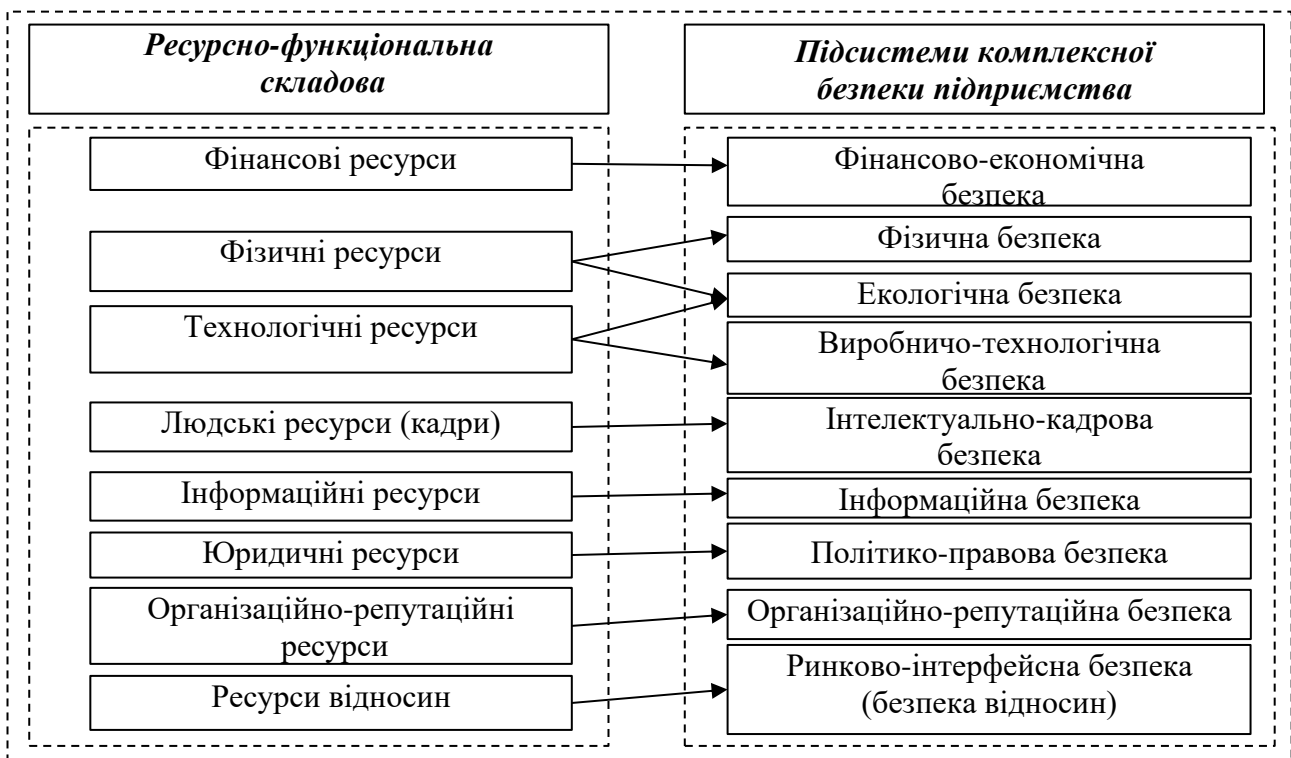 Ресурсно-функціональна
складова
Підсистеми комплексної
безпеки підприємства
Фінансові ресурси
Фізичні ресурси
Технологічні ресурси
Людські ресурси (кадри)
Інформаційні ресурси
Юридичні ресурси
Організаційно-репутаційні
ресурси
Ресурси відносин
Фінансово-економічна
безпека
Фізична безпека
Екологічна безпека
Виробничо-технологічна
безпека
Інтелектуально-кадрова
безпека
Інформаційна безпека
Політико-правова безпека
Організаційно-репутаційна безпека
Ринково-інтерфейсна безпека
(безпека відносин)